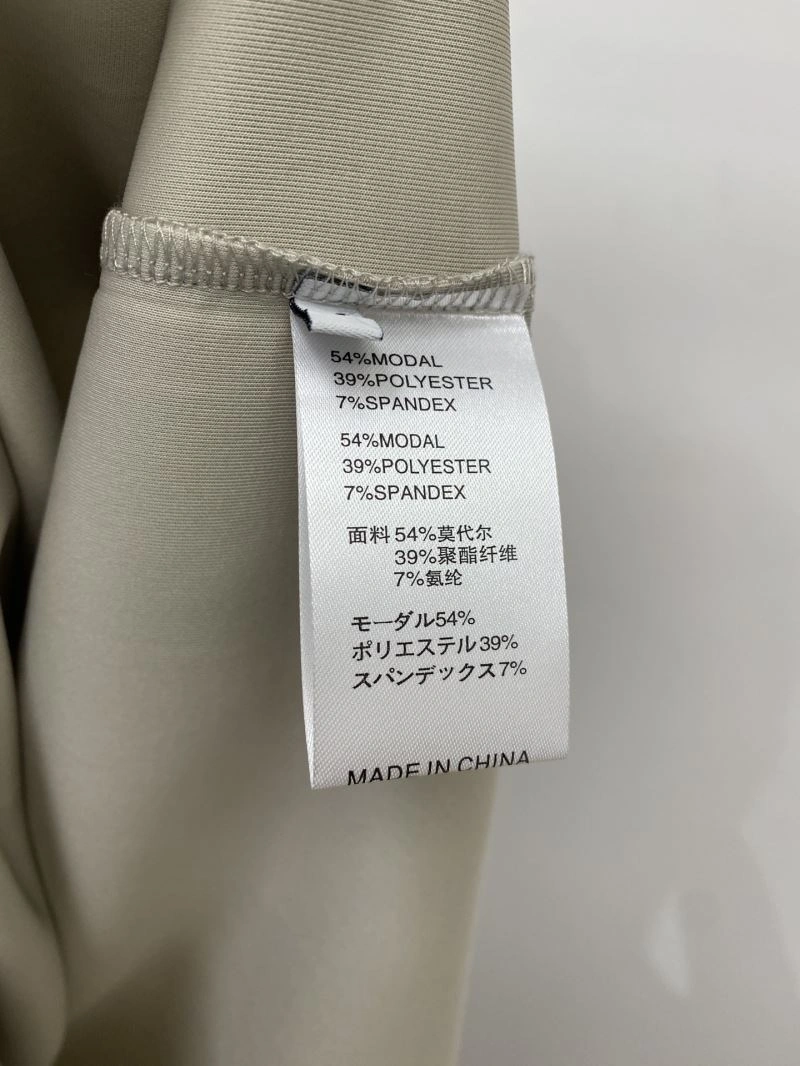 54%MODAL
39%POLYESTER
7%SPANDEX
54%MODAL
39%POLYESTER
7%SPANDEX
面料 54%莫代尔
39%聚酯纤维
7%氨纶
モーダル54%
ポリエステル39%
スパンデックス7%
MADE IN CHINA